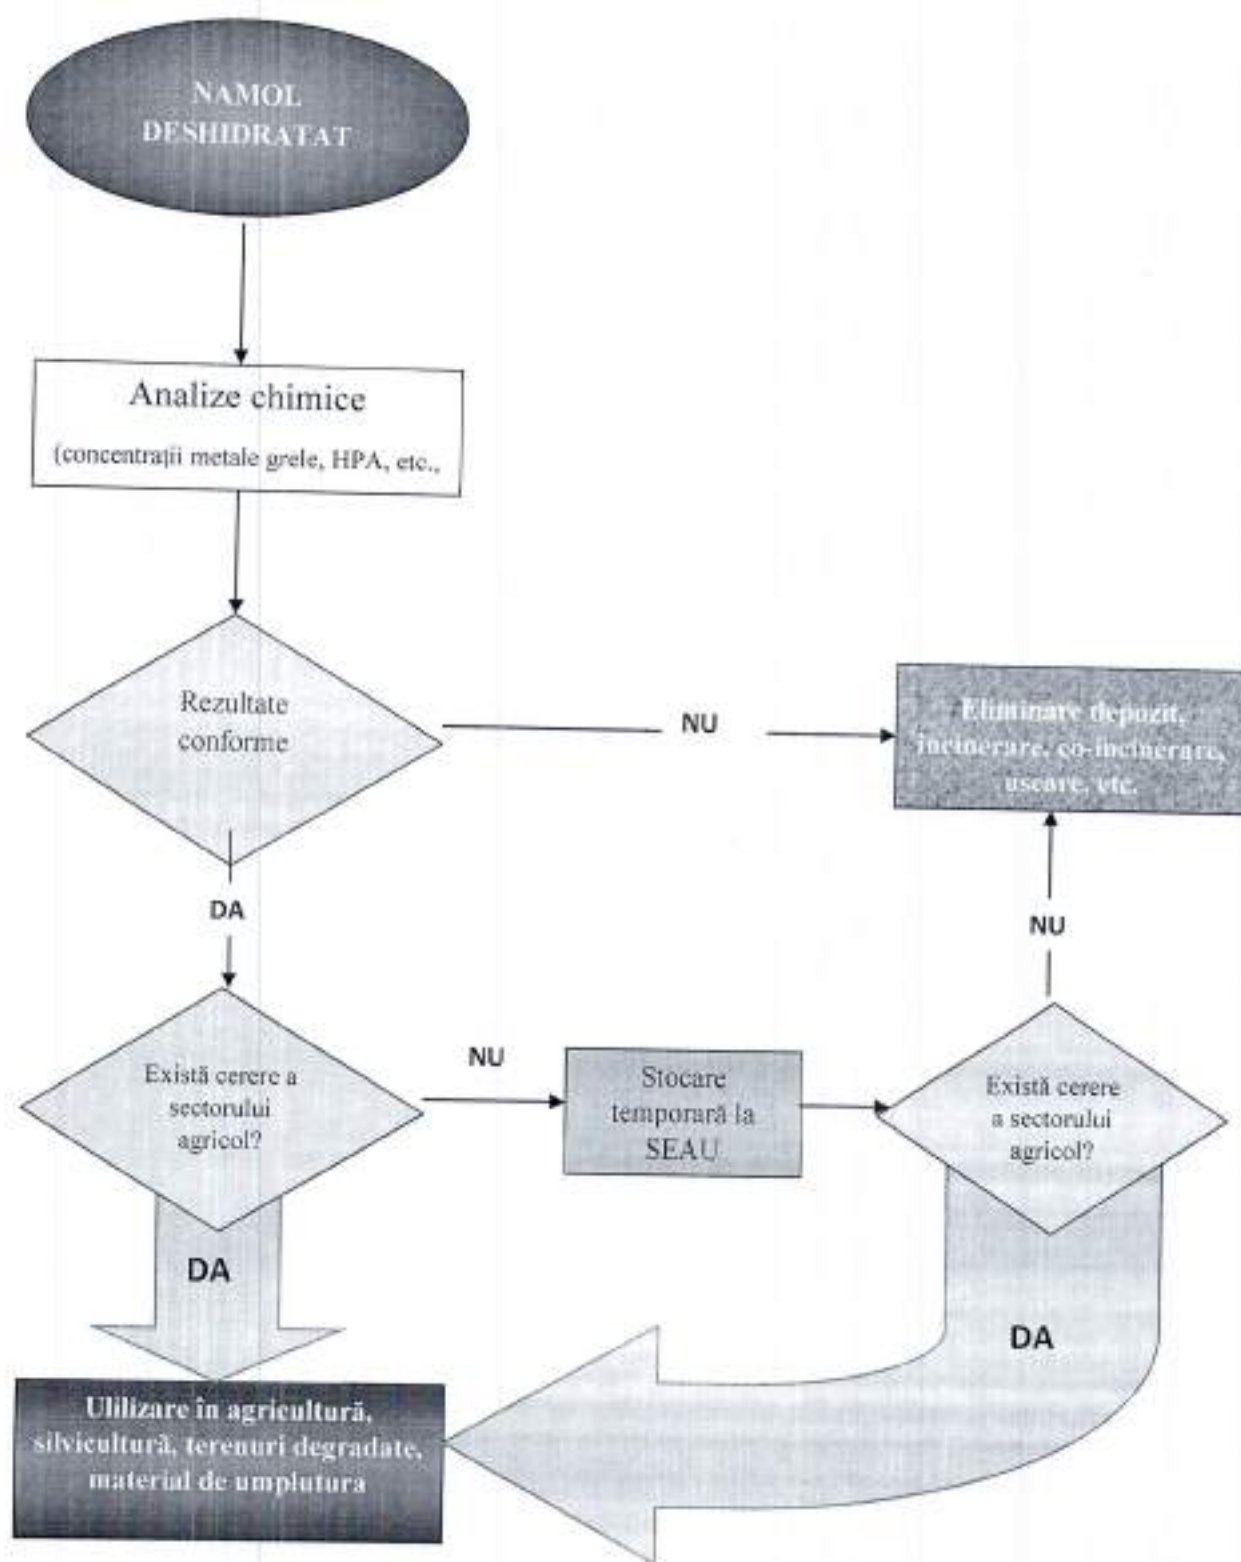 NAMOL
DESHIDRATAT
Analize chimice
(concentrații metale grele, HPA, etc.,
Rezultate
conforme
NU
Eliminare depozit,
incinerare, co-incinerare,
uscare, etc.
DA
NU
Există cerere a
sectorului
agricol?
NU
Stocare
temporară la
SEAU
Există cerere
a sectorului
agricol?
DA
DA
Ulilizare în agricultură,
silvicultură, terenuri degradate,
material de umplutura